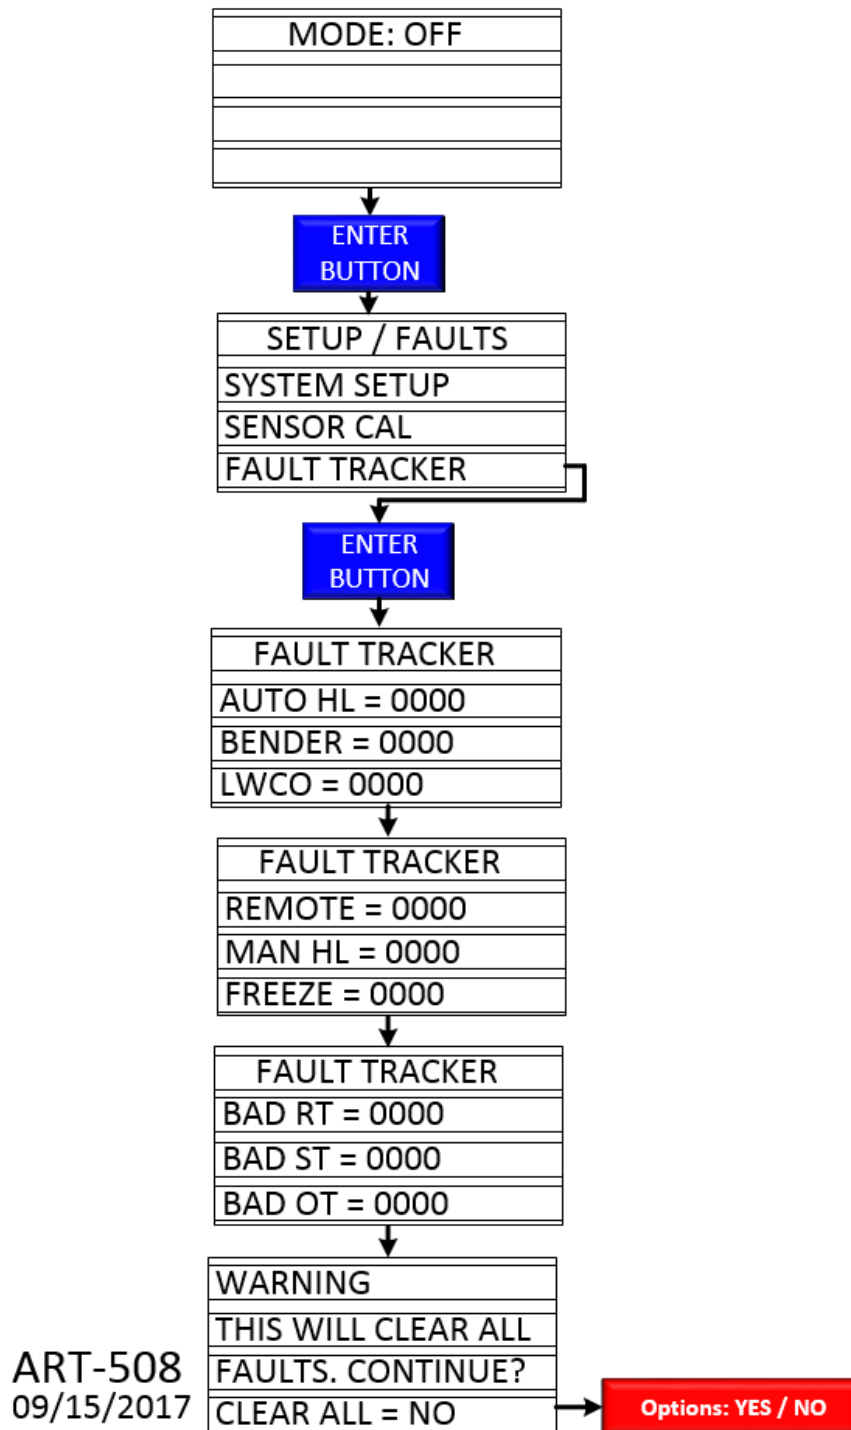 MODE: OFF
ENTER
BUTTON
SETUP / FAULTS
SYSTEM SETUP
SENSOR CAL
FAULT TRACKER
ENTER
BUTTON
FAULT TRACKER
AUTO HL = 0000
BENDER = 0000
LWCO = 0000
FAULT TRACKER
REMOTE = 0000
MAN HL = 0000
FREEZE = 0000
FAULT TRACKER
BAD RT = 0000
BAD ST = 0000
BAD OT = 0000
WARNING
THIS WILL CLEAR ALL
FAULTS. CONTINUE?
CLEAR ALL = NO
Options: YES / NO
ART-508
09/15/2017